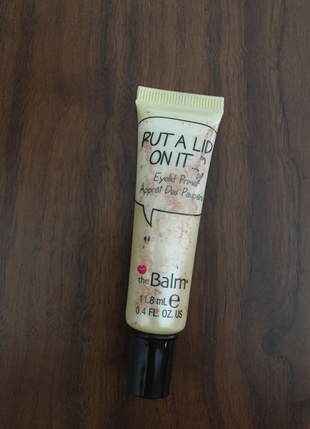 PUT A LID
ON IT...
Eyelid Primer
Apprêt Des Paupières
theBalm
11.8 mL e
0.4 FL. OZ. US